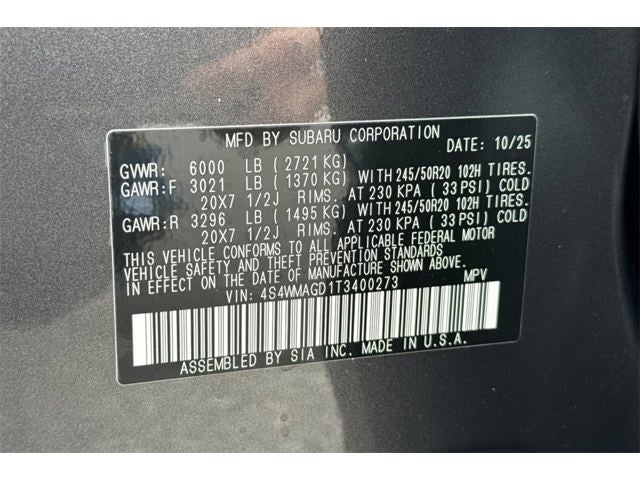 MFD BY SUBARU CORPORATION DATE: 10/25
GVWR: 6000 LB ( 2721 KG)
GAWR:F 3021 LB ( 1370 KG) WITH 245/50R20 102H TIRES.
20X7 1/2J RIMS. AT 230 KPA ( 33 PSI) COLD
GAWR:R 3296 LB ( 1495 KG) WITH 245/50R20 102H TIRES.
20X7 1/2J RIMS. AT 230 KPA ( 33 PSI) COLD
THIS VEHICLE CONFORMS TO ALL APPLICABLE FEDERAL MOTOR
VEHICLE SAFETY AND THEFT PREVENTION STANDARDS
IN EFFECT ON THE DATE OF MANUFACTURE SHOWN ABOVE.
VIN: 4S4WMAGD1T3400273 MPV
ASSEMBLED BY SIA INC. MADE IN U.S.A.